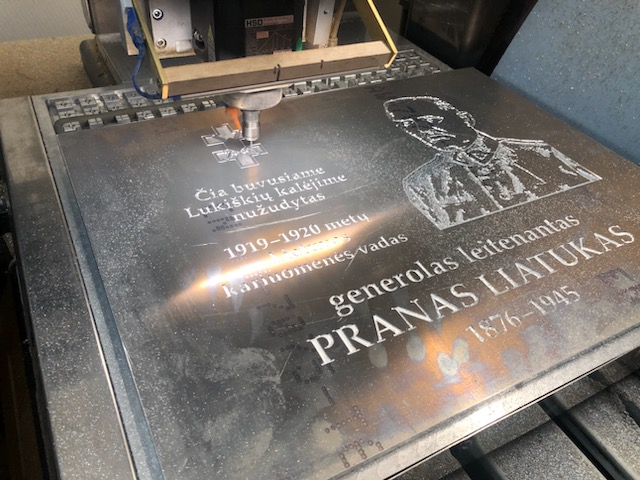 HSD
Čia buvusiame
Lukiškių kalėjime
nužudytas
1919–1920 metų
kariuomenės vadas
generolas leitenantas
PRANAS LIATUKAS
1876–1945